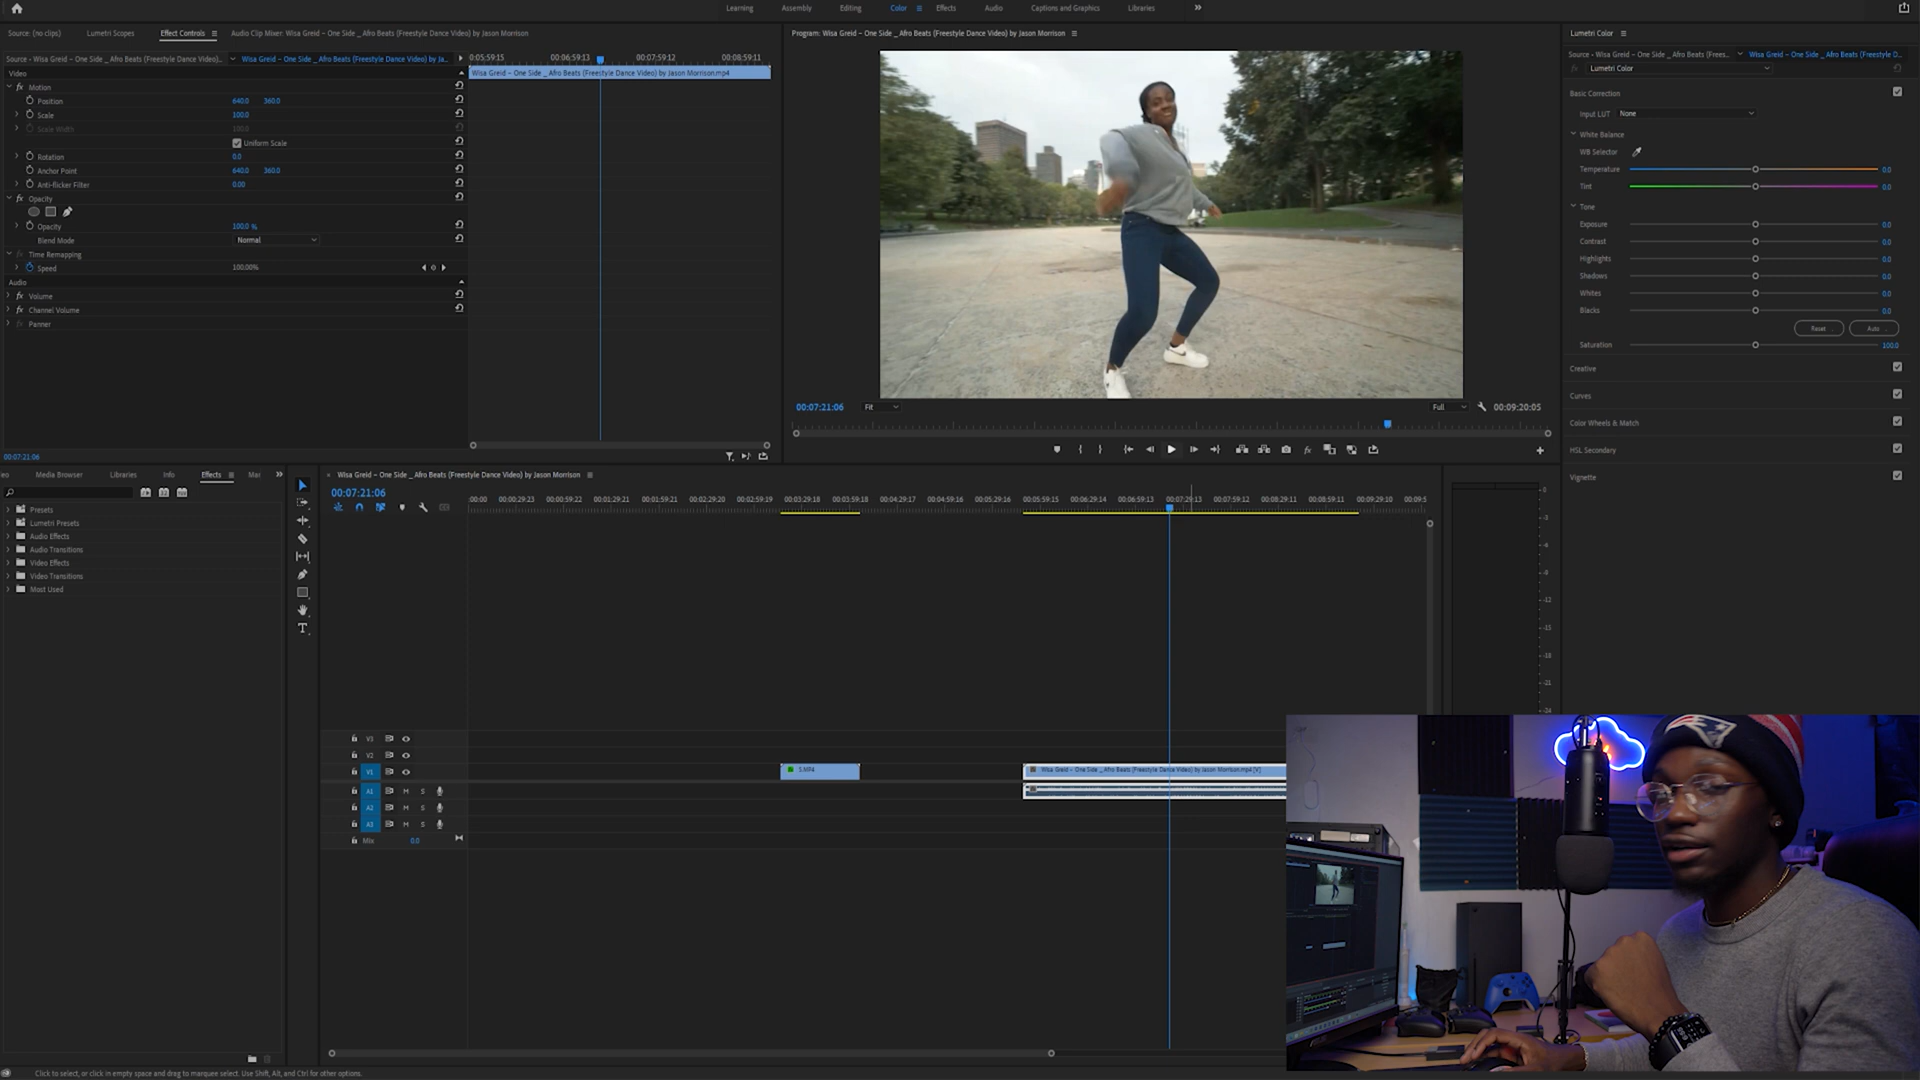 Learning Assembly Editing Color Effects Audio Captions and Graphics Libraries
Source: (no clips) Lumetri Scopes Effect Controls Audio Clip Mixer: Wisa Greid – One Side _ Afro Beats (Freestyle Dance Video) by Jason Morrison
Program: Wisa Greid – One Side _ Afro Beats (Freestyle Dance Video) by Jason Morrison
Lumetri Color
Source - Wisa Greid – One Side _ Afro Beats (Freestyle Dance Video)... Wisa Greid – One Side _ Afro Beats (Freestyle Dance Video) by Ja...
:05:59:15 00:06:59:13 00:07:59:12 00:08:59:11
Source - Wisa Greid – One Side _ Afro Beats (Frees... Wisa Greid – One Side _ Afro Beats (Freestyle D...
Lumetri Color
Video
Wisa Greid – One Side _ Afro Beats (Freestyle Dance Video) by Jason Morrison.mp4
fx Motion
Position 640.0 360.0
Scale 100.0
Scale Width 100.0
Uniform Scale
Rotation 0.0
Anchor Point 640.0 360.0
Anti-flicker Filter 0.00
fx Opacity
Opacity 100.0 %
Blend Mode Normal
Time Remapping
Speed 100.00%
Audio
fx Volume
fx Channel Volume
Panner
00:07:21:06
00:07:21:06 Fit Full 00:09:20:05
Basic Correction
Input LUT None
White Balance
WB Selector
Temperature 0.0
Tint 0.0
Tone
Exposure 0.0
Contrast 0.0
Highlights 0.0
Shadows 0.0
Whites 0.0
Blacks 0.0
Reset Auto
Saturation 100.0
Creative
Curves
Color Wheels & Match
HSL Secondary
Vignette
eo Media Browser Libraries Info Effects Mar
Presets
Lumetri Presets
Audio Effects
Audio Transitions
Video Effects
Video Transitions
Most Used
Wisa Greid – One Side _ Afro Beats (Freestyle Dance Video) by Jason Morrison
00:07:21:06
:00:00 00:00:29:23 00:00:59:22 00:01:29:21 00:01:59:21 00:02:29:20 00:02:59:19 00:03:29:18 00:03:59:18 00:04:29:17 00:04:59:16 00:05:29:16 00:05:59:15 00:06:29:14 00:06:59:13 00:07:29:13 00:07:59:12 00:08:29:11 00:08:59:11 00:09:29:10 00:09:5
V3
V2
V1 S.MP4 Wisa Greid – One Side _ Afro Beats (Freestyle Dance Video) by Jason Morrison.mp4 [V]
A1 M S
A2 M S
A3 M S
Mix 0.0
0
-3
-6
-9
-12
-15
-18
-21
-24
Click to select, or click in empty space and drag to marquee select. Use Shift, Alt, and Ctrl for other options.